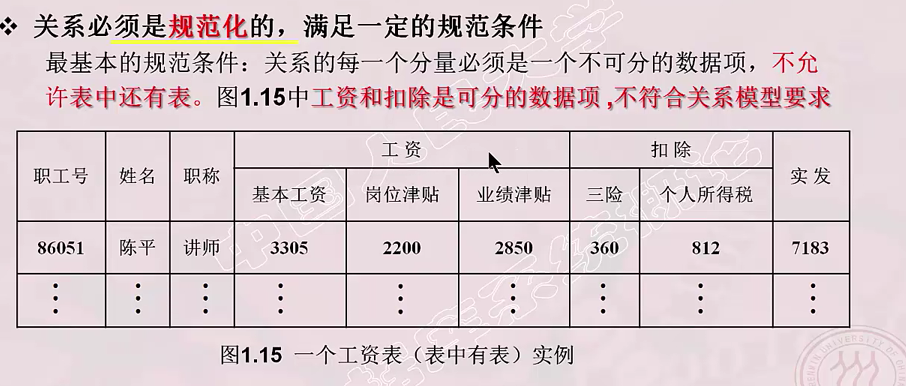 ❖ 关系必须是规范化的，满足一定的规范条件
最基本的规范条件：关系的每一个分量必须是一个不可分的数据项，不允
许表中还有表。图1.15中工资和扣除是可分的数据项 ,不符合关系模型要求
职工号 姓名 职称 工 资 扣 除 实 发
基本工资 岗位津贴 业绩津贴 三险 个人所得税
86051 陈平 讲师 3305 2200 2850 360 812 7183
图1.15 一个工资表（表中有表）实例